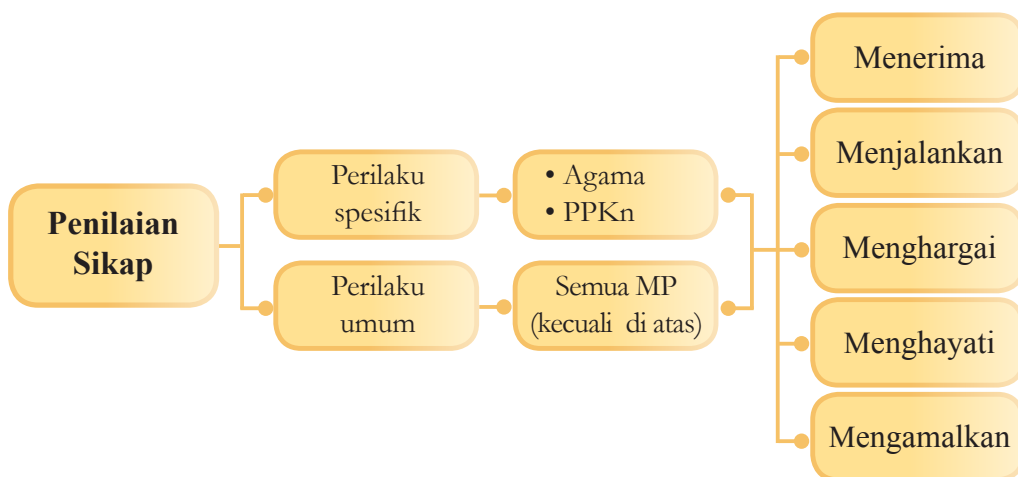 Penilaian
Sikap
Perilaku
spesifik
• Agama
• PPKn
Perilaku
umum
Semua MP
(kecuali di atas)
Menerima
Menjalankan
Menghargai
Menghayati
Mengamalkan